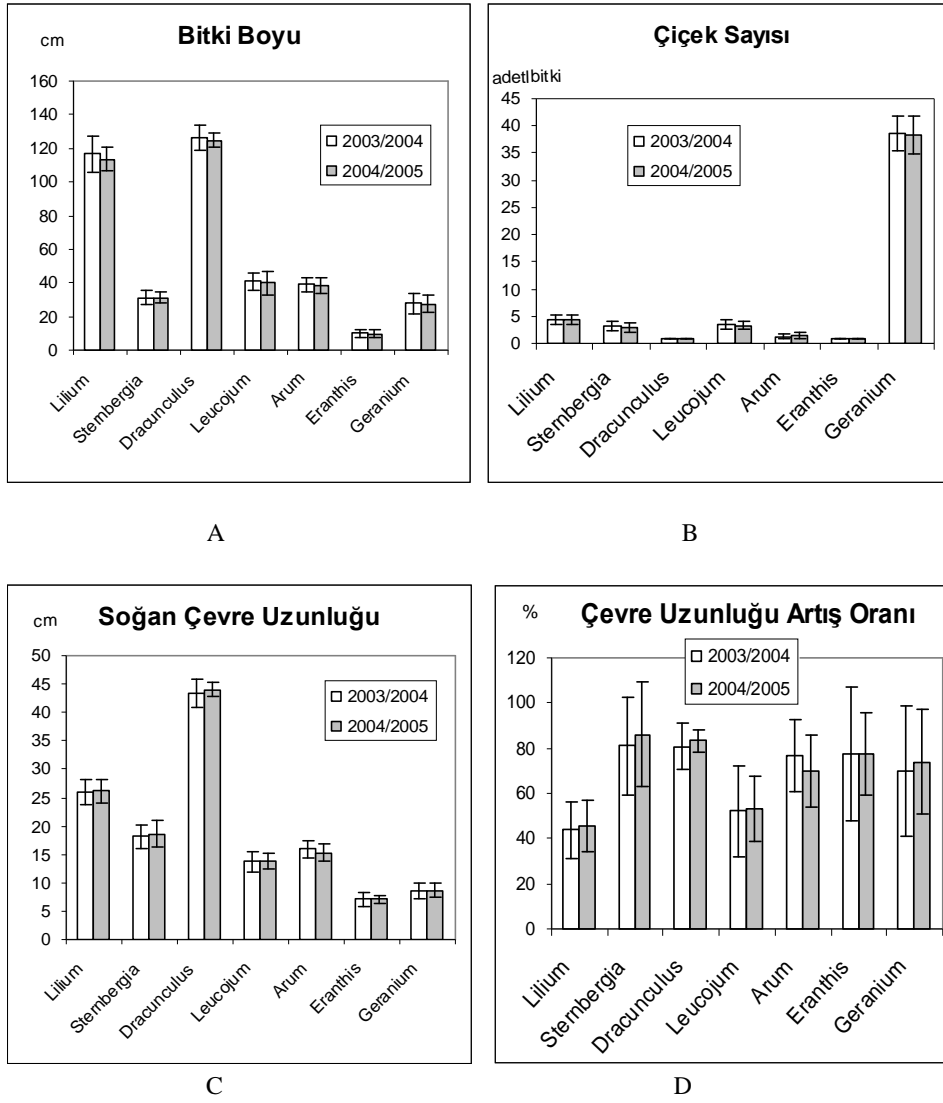 Bitki Boyu
cm
160
140
120
100
80
60
40
20
0
2003/2004
2004/2005
Lilium
Sternbergia
Dracunculus
Leucojum
Arum
Eranthis
Geranium
A
Çiçek Sayısı
adetlbitki
45
40
35
30
25
20
15
10
5
0
2003/2004
2004/2005
Lilium
Sternbergia
Dracunculus
Leucojum
Arum
Eranthis
Geranium
B
Soğan Çevre Uzunluğu
cm
50
45
40
35
30
25
20
15
10
5
0
2003/2004
2004/2005
Lilium
Sternbergia
Dracunculus
Leucojum
Arum
Eranthis
Geranium
C
Çevre Uzunluğu Artış Oranı
%
120
100
80
60
40
20
0
2003/2004
2004/2005
Lilium
Sternbergia
Dracunculus
Leucojum
Arum
Eranthis
Geranium
D